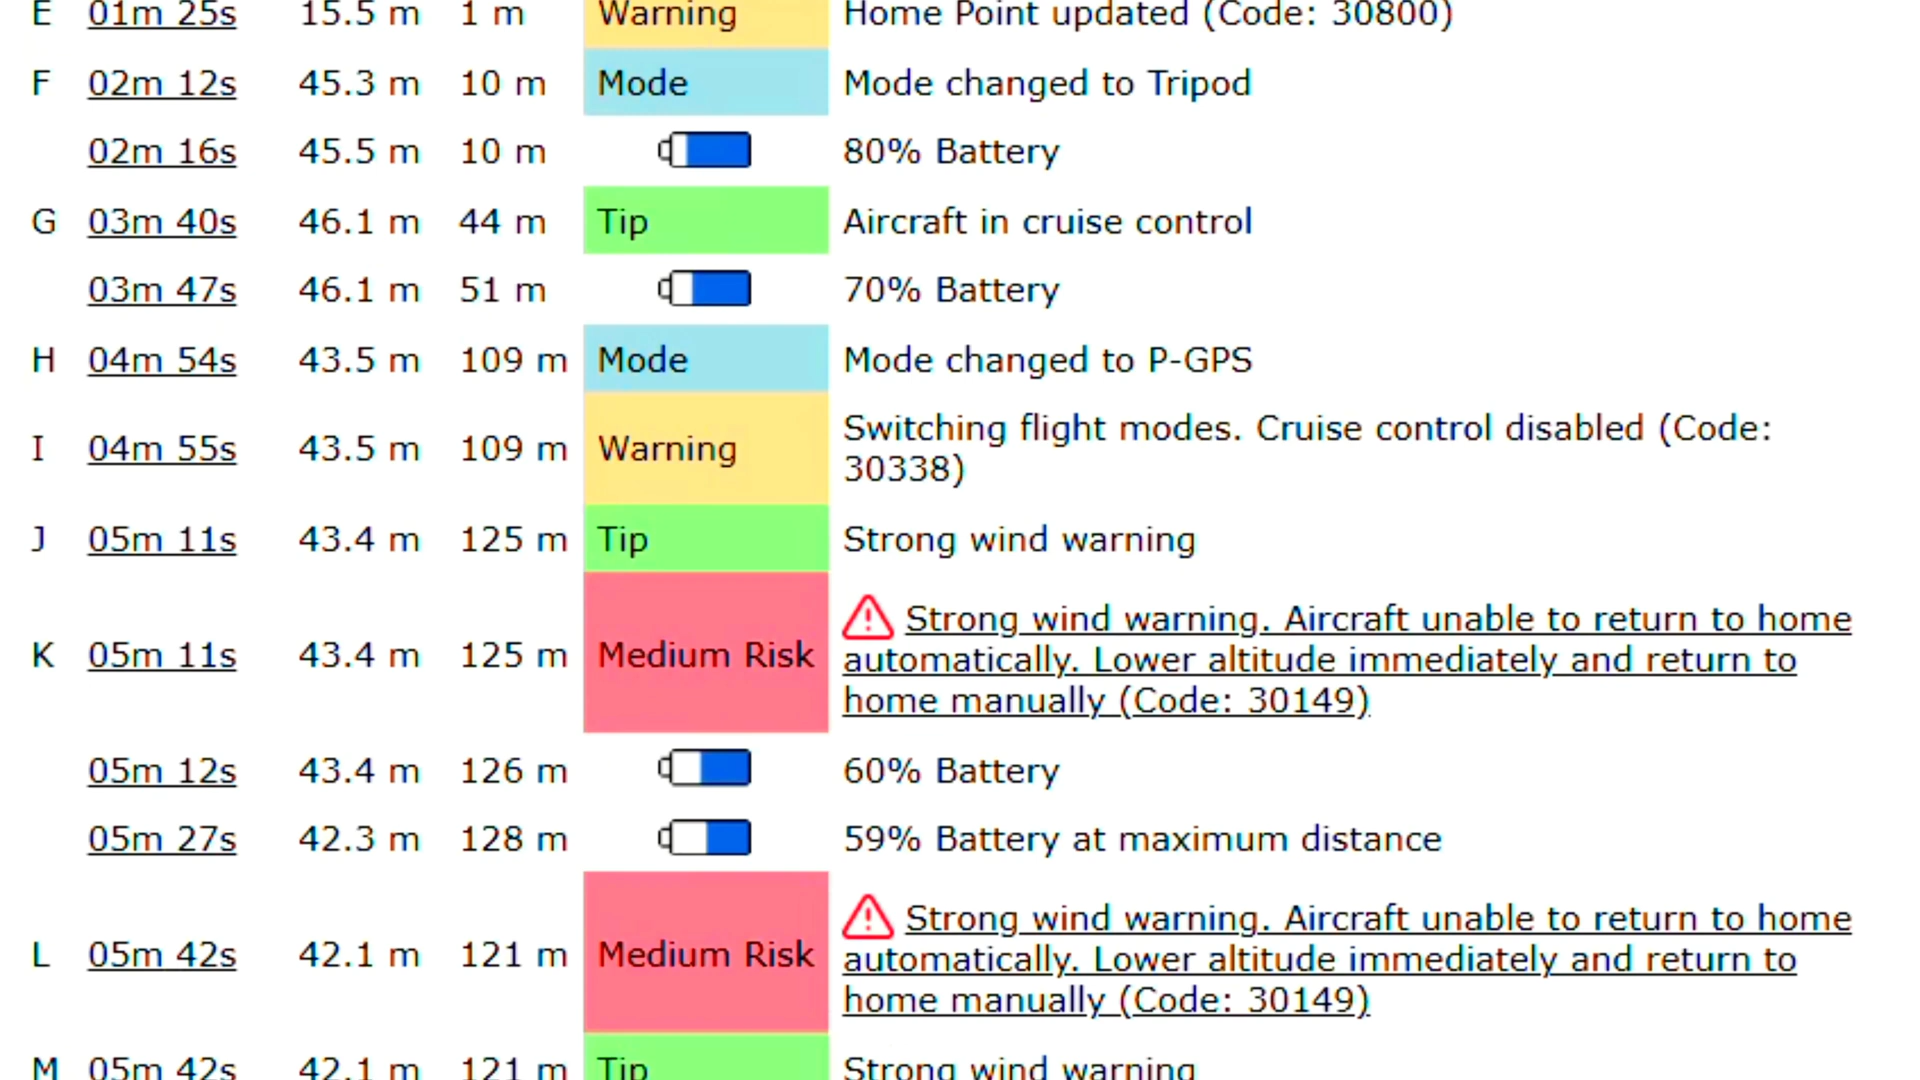 E 01m 25s 15.5 m 1 m Warning Home Point updated (Code: 30800)
F 02m 12s 45.3 m 10 m Mode Mode changed to Tripod
02m 16s 45.5 m 10 m 80% Battery
G 03m 40s 46.1 m 44 m Tip Aircraft in cruise control
03m 47s 46.1 m 51 m 70% Battery
H 04m 54s 43.5 m 109 m Mode Mode changed to P-GPS
I 04m 55s 43.5 m 109 m Warning Switching flight modes. Cruise control disabled (Code:
30338)
J 05m 11s 43.4 m 125 m Tip Strong wind warning
K 05m 11s 43.4 m 125 m Medium Risk Strong wind warning. Aircraft unable to return to home
automatically. Lower altitude immediately and return to
home manually (Code: 30149)
05m 12s 43.4 m 126 m 60% Battery
05m 27s 42.3 m 128 m 59% Battery at maximum distance
L 05m 42s 42.1 m 121 m Medium Risk Strong wind warning. Aircraft unable to return to home
automatically. Lower altitude immediately and return to
home manually (Code: 30149)
M 05m 42s 42.1 m 121 m Tip Strong wind warning